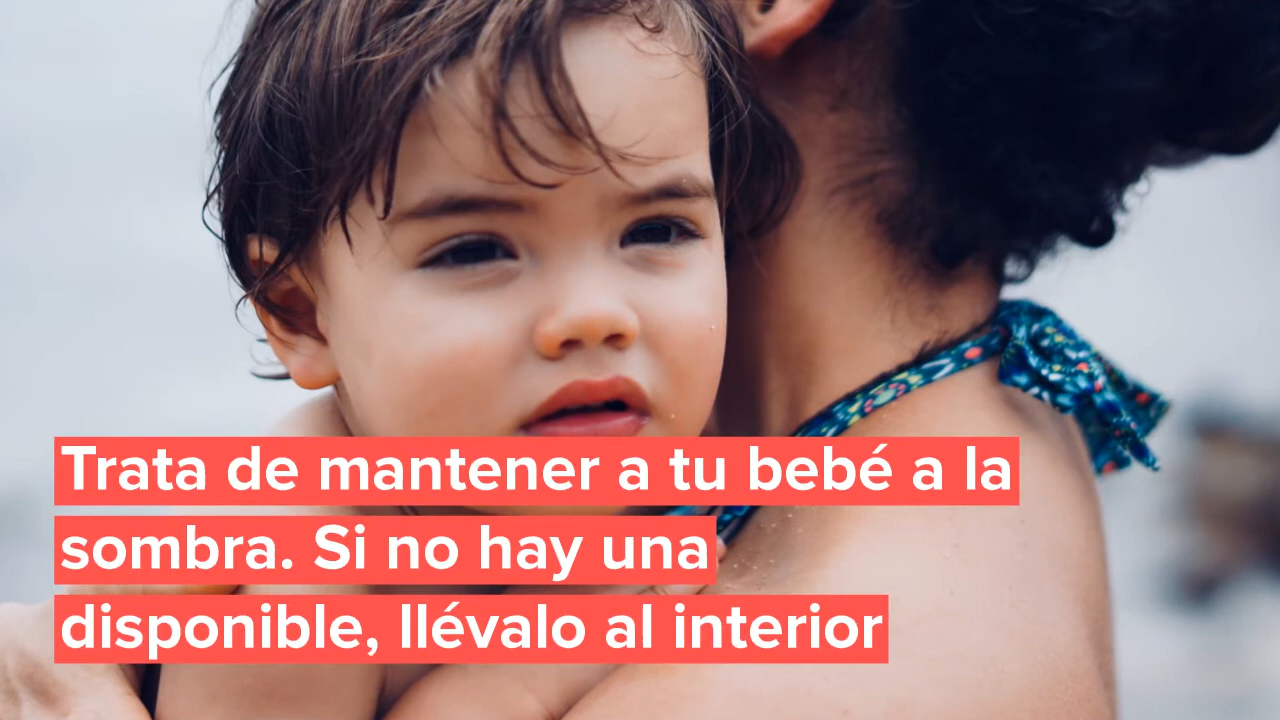 Trata de mantener a tu bebé a la
sombra. Si no hay una
disponible, llévalo al interior